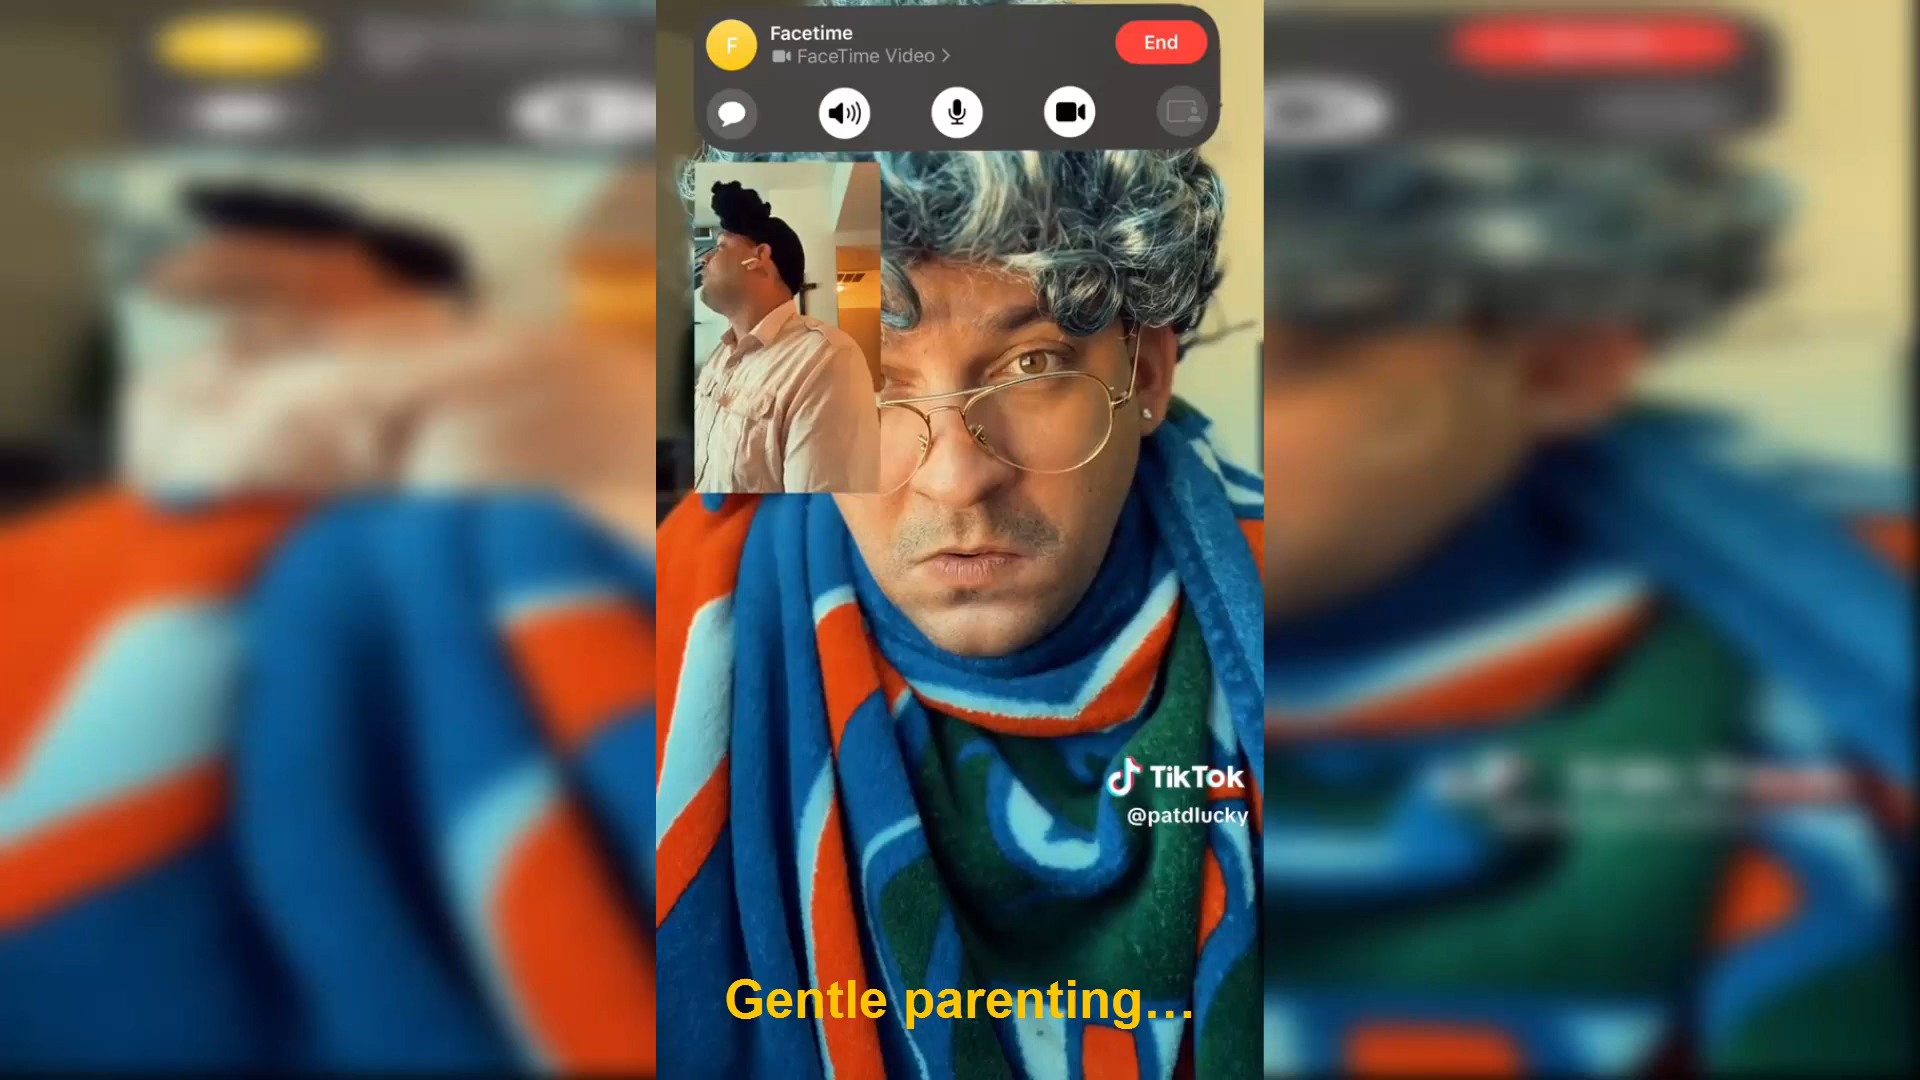 Facetime
FaceTime Video >
F
End
TikTok
@patdlucky
Gentle parenting...